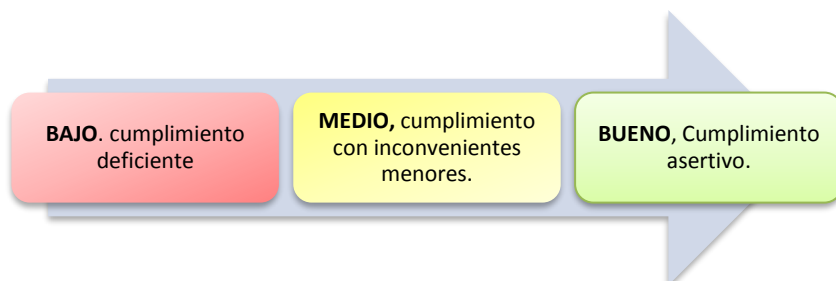 BAJO. cumplimiento
deficiente
MEDIO, cumplimiento
con inconvenientes
menores.
BUENO, Cumplimiento
asertivo.